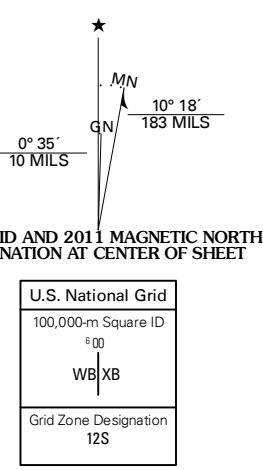 ★
MN
GN
10° 18´
183 MILS
0° 35´
10 MILS
ID AND 2011 MAGNETIC NORTH
NATION AT CENTER OF SHEET
U.S. National Grid
100,000-m Square ID
⁶00
WB XB
Grid Zone Designation
12S